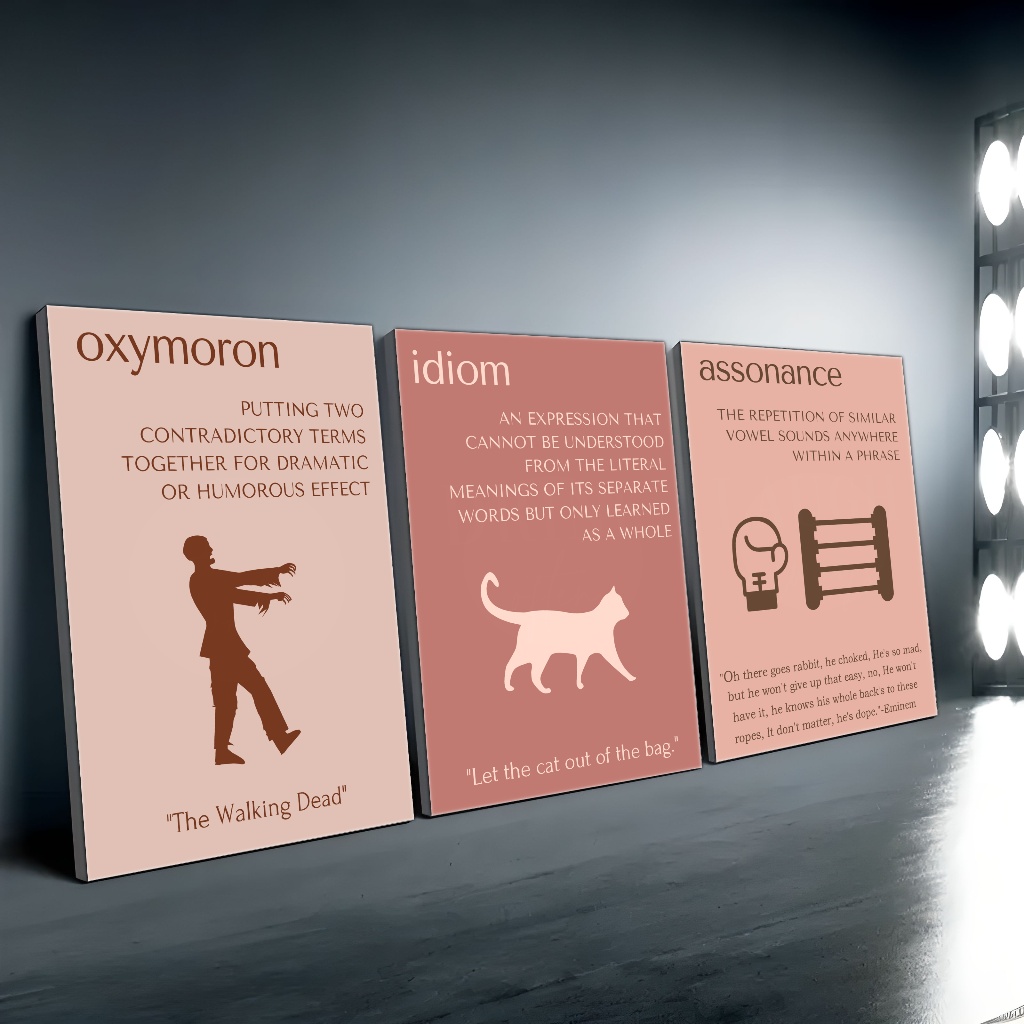 oxymoron
PUTTING TWO
CONTRADICTORY TERMS
TOGETHER FOR DRAMATIC
OR HUMOROUS EFFECT
"The Walking Dead"
idiom
AN EXPRESSION THAT
CANNOT BE UNDERSTOOD
FROM THE LITERAL
MEANINGS OF ITS SEPARATE
WORDS BUT ONLY LEARNED
AS A WHOLE
"Let the cat out of the bag."
assonance
THE REPETITION OF SIMILAR
VOWEL SOUNDS ANYWHERE
WITHIN A PHRASE
"Oh there goes rabbit, he choked, He's so mad,
but he won't give up that easy, no, He won't
have it, he knows his whole back's to these
ropes, It don't matter, he's dope."-Eminem